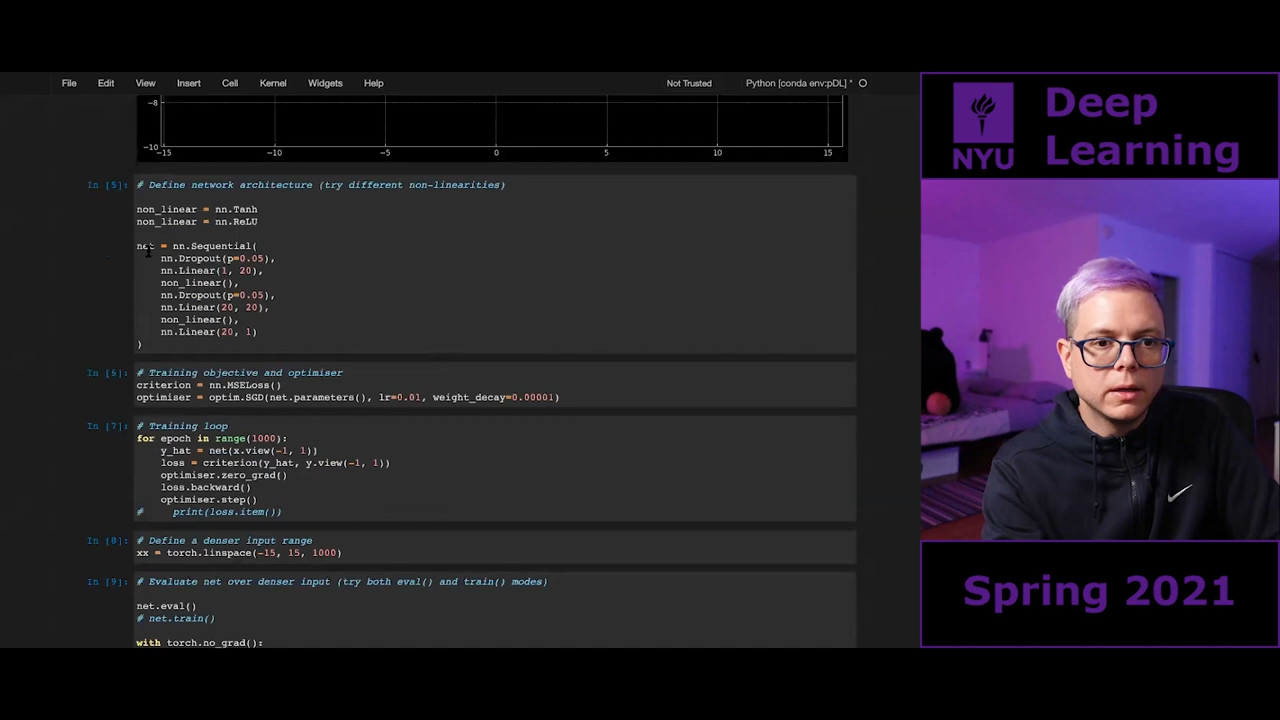 File Edit View Insert Cell Kernel Widgets Help Not Trusted Python [conda env:pDL] *
-8
-10
-15 -10 -5 0 5 10 15
In [5]: # Define network architecture (try different non-linearities)
non_linear = nn.Tanh
non_linear = nn.ReLU
net = nn.Sequential(
nn.Dropout(p=0.05),
nn.Linear(1, 20),
non_linear(),
nn.Dropout(p=0.05),
nn.Linear(20, 20),
non_linear(),
nn.Linear(20, 1)
)
In [6]: # Training objective and optimiser
criterion = nn.MSELoss()
optimiser = optim.SGD(net.parameters(), lr=0.01, weight_decay=0.00001)
In [7]: # Training loop
for epoch in range(1000):
y_hat = net(x.view(-1, 1))
loss = criterion(y_hat, y.view(-1, 1))
optimiser.zero_grad()
loss.backward()
optimiser.step()
# print(loss.item())
In [8]: # Define a denser input range
xx = torch.linspace(-15, 15, 1000)
In [9]: # Evaluate net over denser input (try both eval() and train() modes)
net.eval()
# net.train()
with torch.no_grad():
NYU
Deep
Learning
Spring 2021